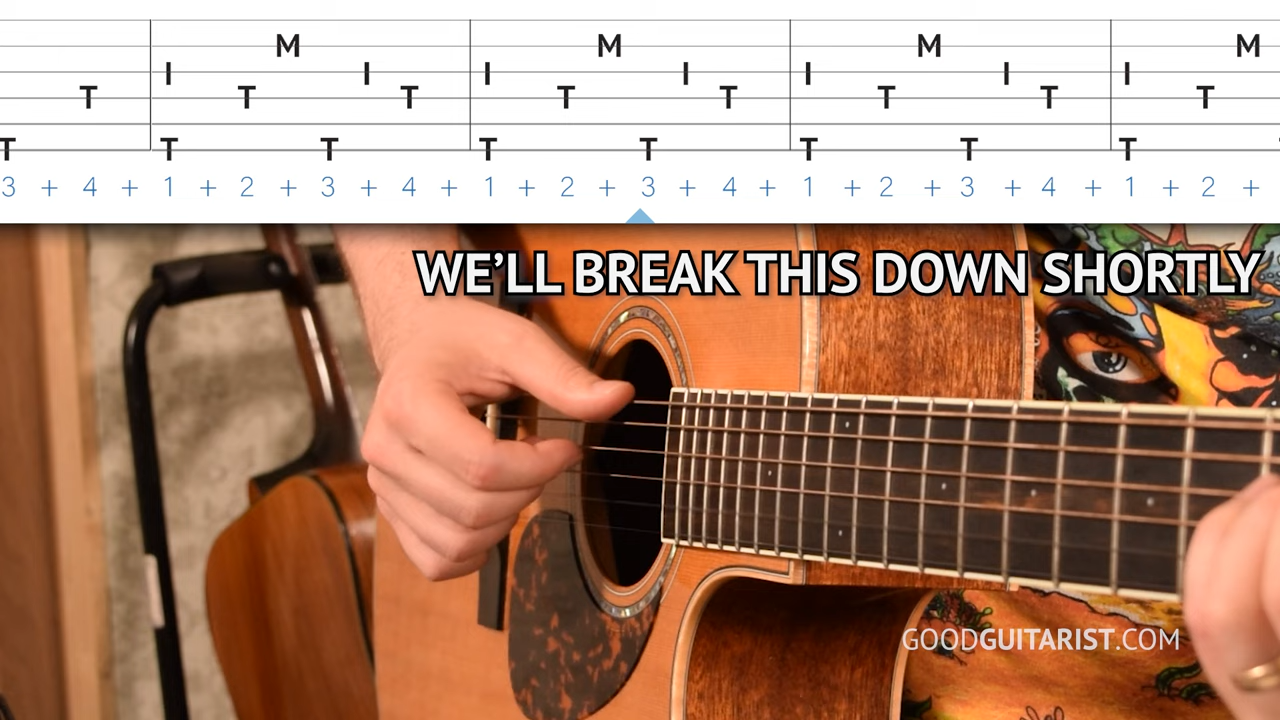 M M M M
I I I I I I I
T T T T T T T T
T T T T T T T T
3 + 4 + 1 + 2 + 3 + 4 + 1 + 2 + 3 + 4 + 1 + 2 + 3 + 4 + 1 + 2 +
WE'LL BREAK THIS DOWN SHORTLY
GOODGUITARIST.COM